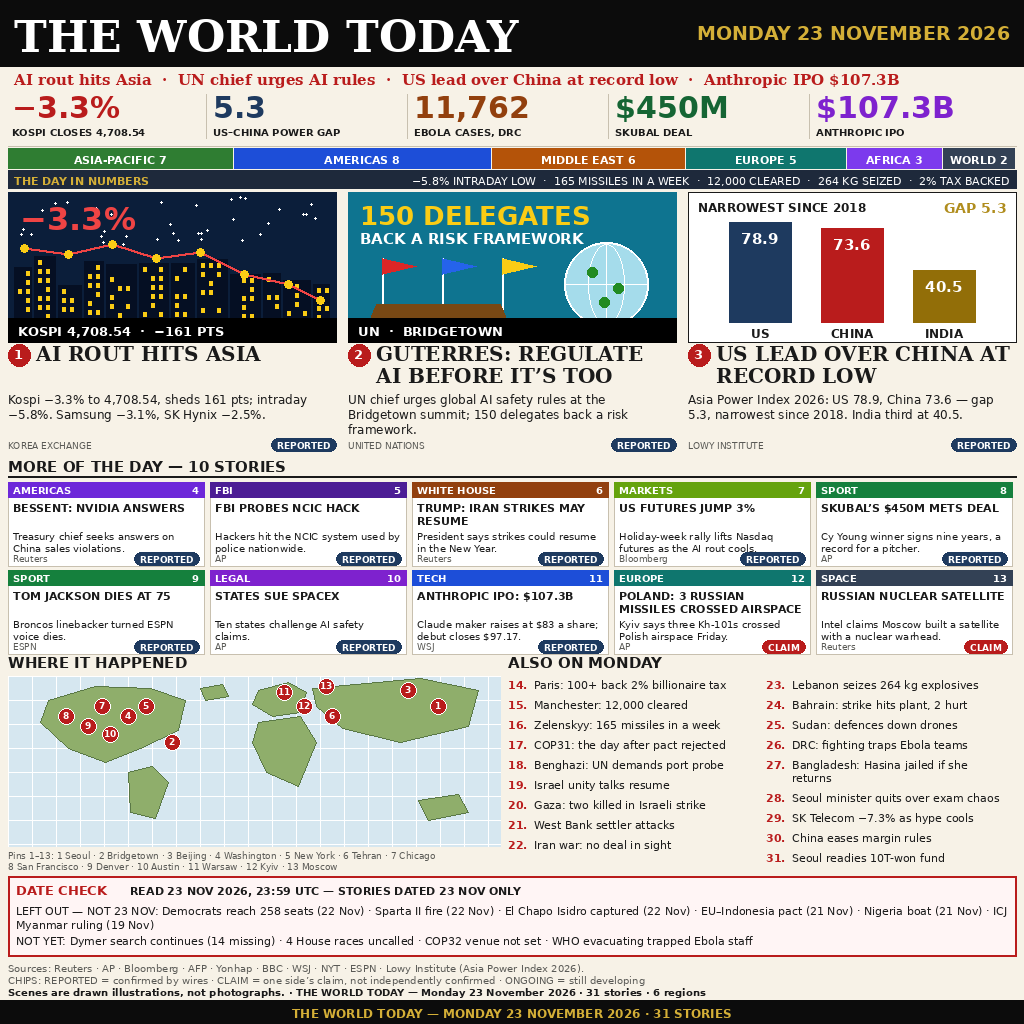 THE WORLD TODAY
MONDAY 23 NOVEMBER 2026
AI rout hits Asia · UN chief urges AI rules · US lead over China at record low · Anthropic IPO $107.3B
−3.3%
KOSPI CLOSES 4,708.54
5.3
US–CHINA POWER GAP
11,762
EBOLA CASES, DRC
$450M
SKUBAL DEAL
$107.3B
ANTHROPIC IPO
ASIA-PACIFIC 7
AMERICAS 8
MIDDLE EAST 6
EUROPE 5
AFRICA 3
WORLD 2
THE DAY IN NUMBERS
−5.8% INTRADAY LOW · 165 MISSILES IN A WEEK · 12,000 CLEARED · 264 KG SEIZED · 2% TAX BACKED
−3.3%
KOSPI 4,708.54 · −161 PTS
150 DELEGATES
BACK A RISK FRAMEWORK
UN · BRIDGETOWN
NARROWEST SINCE 2018
GAP 5.3
78.9
73.6
40.5
US
CHINA
INDIA
1 AI ROUT HITS ASIA
Kospi −3.3% to 4,708.54, sheds 161 pts; intraday
−5.8%. Samsung −3.1%, SK Hynix −2.5%.
KOREA EXCHANGE
REPORTED
2 GUTERRES: REGULATE
AI BEFORE IT’S TOO
UN chief urges global AI safety rules at the
Bridgetown summit; 150 delegates back a risk
framework.
UNITED NATIONS
REPORTED
3 US LEAD OVER CHINA AT
RECORD LOW
Asia Power Index 2026: US 78.9, China 73.6 — gap
5.3, narrowest since 2018. India third at 40.5.
LOWY INSTITUTE
REPORTED
MORE OF THE DAY — 10 STORIES
AMERICAS 4
BESSENT: NVIDIA ANSWERS
Treasury chief seeks answers on
China sales violations.
Reuters
REPORTED
FBI 5
FBI PROBES NCIC HACK
Hackers hit the NCIC system used by
police nationwide.
AP
REPORTED
WHITE HOUSE 6
TRUMP: IRAN STRIKES MAY
RESUME
President says strikes could resume
in the New Year.
Reuters
REPORTED
MARKETS 7
US FUTURES JUMP 3%
Holiday-week rally lifts Nasdaq
futures as the AI rout cools.
Bloomberg
REPORTED
SPORT 8
SKUBAL’S $450M METS DEAL
Cy Young winner signs nine years, a
record for a pitcher.
AP
REPORTED
SPORT 9
TOM JACKSON DIES AT 75
Broncos linebacker turned ESPN
voice dies.
ESPN
REPORTED
LEGAL 10
STATES SUE SPACEX
Ten states challenge AI safety
claims.
AP
REPORTED
TECH 11
ANTHROPIC IPO: $107.3B
Claude maker raises at $83 a share;
debut closes $97.17.
WSJ
REPORTED
EUROPE 12
POLAND: 3 RUSSIAN
MISSILES CROSSED AIRSPACE
Kyiv says three Kh-101s crossed
Polish airspace Friday.
AP
CLAIM
SPACE 13
RUSSIAN NUCLEAR SATELLITE
Intel claims Moscow built a satellite
with a nuclear warhead.
Reuters
CLAIM
WHERE IT HAPPENED
13
11
3
7
5
12
1
8
4
6
9
10
2
Pins 1–13: 1 Seoul · 2 Bridgetown · 3 Beijing · 4 Washington · 5 New York · 6 Tehran · 7 Chicago
8 San Francisco · 9 Denver · 10 Austin · 11 Warsaw · 12 Kyiv · 13 Moscow
ALSO ON MONDAY
14. Paris: 100+ back 2% billionaire tax
15. Manchester: 12,000 cleared
16. Zelenskyy: 165 missiles in a week
17. COP31: the day after pact rejected
18. Benghazi: UN demands port probe
19. Israel unity talks resume
20. Gaza: two killed in Israeli strike
21. West Bank settler attacks
22. Iran war: no deal in sight
23. Lebanon seizes 264 kg explosives
24. Bahrain: strike hits plant, 2 hurt
25. Sudan: defences down drones
26. DRC: fighting traps Ebola teams
27. Bangladesh: Hasina jailed if she
returns
28. Seoul minister quits over exam chaos
29. SK Telecom −7.3% as hype cools
30. China eases margin rules
31. Seoul readies 10T-won fund
DATE CHECK
READ 23 NOV 2026, 23:59 UTC — STORIES DATED 23 NOV ONLY
LEFT OUT — NOT 23 NOV: Democrats reach 258 seats (22 Nov) · Sparta II fire (22 Nov) · El Chapo Isidro captured (22 Nov) · EU–Indonesia pact (21 Nov) · Nigeria boat (21 Nov) · ICJ
Myanmar ruling (19 Nov)
NOT YET: Dymer search continues (14 missing) · 4 House races uncalled · COP32 venue not set · WHO evacuating trapped Ebola staff
Sources: Reuters · AP · Bloomberg · AFP · Yonhap · BBC · WSJ · NYT · ESPN · Lowy Institute (Asia Power Index 2026).
CHIPS: REPORTED = confirmed by wires · CLAIM = one side’s claim, not independently confirmed · ONGOING = still developing
Scenes are drawn illustrations, not photographs. · THE WORLD TODAY — Monday 23 November 2026 · 31 stories · 6 regions
THE WORLD TODAY — MONDAY 23 NOVEMBER 2026 · 31 STORIES